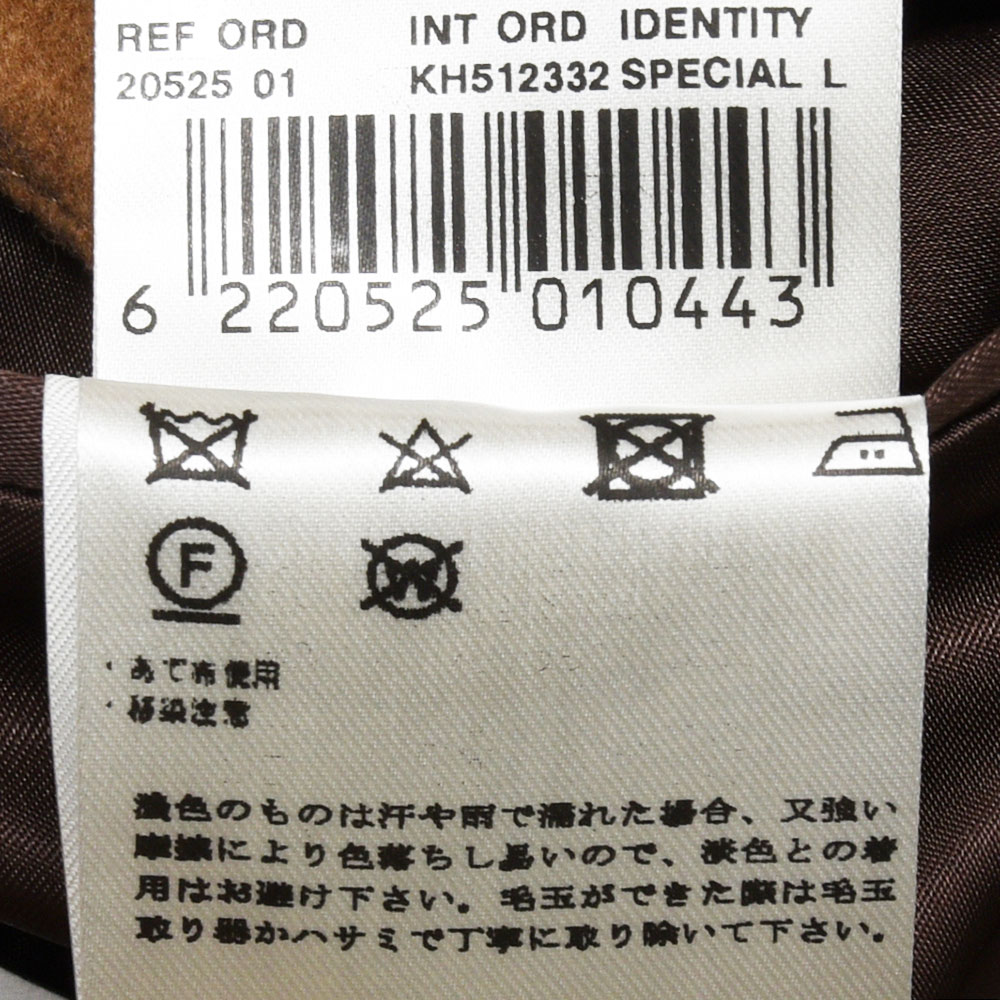 REF ORD INT ORD IDENTITY
20525 01 KH512332 SPECIAL L
6 220525 010443
F
W
・あて布使用
・移染注意
濃色のものは汗や雨で濡れた場合、又強い
摩擦により色落ちし易いので、淡色との着
用はお避け下さい。毛玉ができた際は毛玉
取り器かハサミで丁寧に取り除いて下さい。